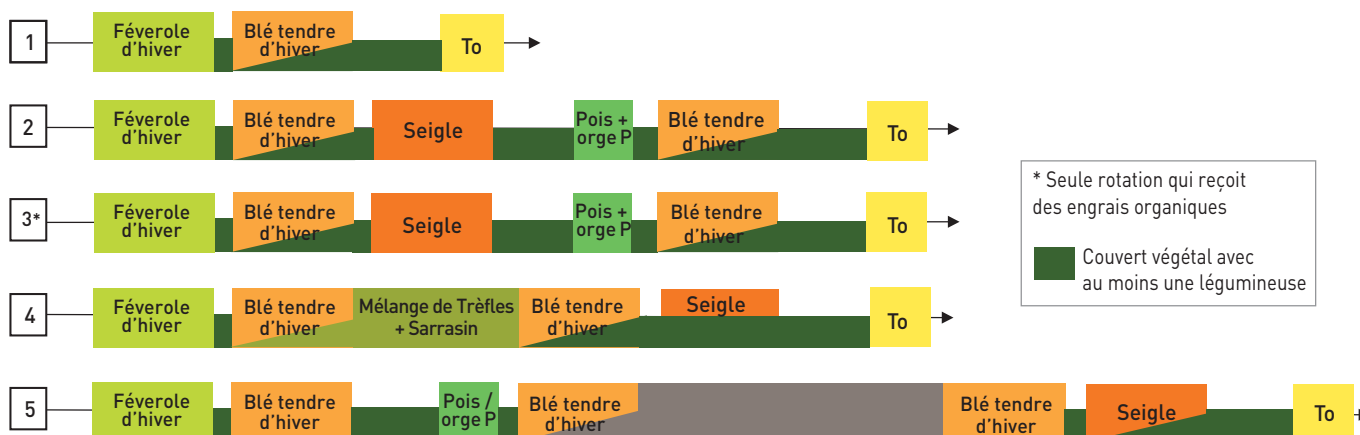 1
Féverole
d'hiver
Blé tendre
d'hiver
To
2
Féverole
d'hiver
Blé tendre
d'hiver
Seigle
Pois +
orge P
Blé tendre
d'hiver
To
3*
Féverole
d'hiver
Blé tendre
d'hiver
Seigle
Pois +
orge P
Blé tendre
d'hiver
To
4
Féverole
d'hiver
Blé tendre
d'hiver
Mélange de Trèfles
+ Sarrasin
Blé tendre
d'hiver
Seigle
To
5
Féverole
d'hiver
Blé tendre
d'hiver
Pois /
orge P
Blé tendre
d'hiver
Blé tendre
d'hiver
Seigle
To
* Seule rotation qui reçoit
des engrais organiques
Couvert végétal avec
au moins une légumineuse